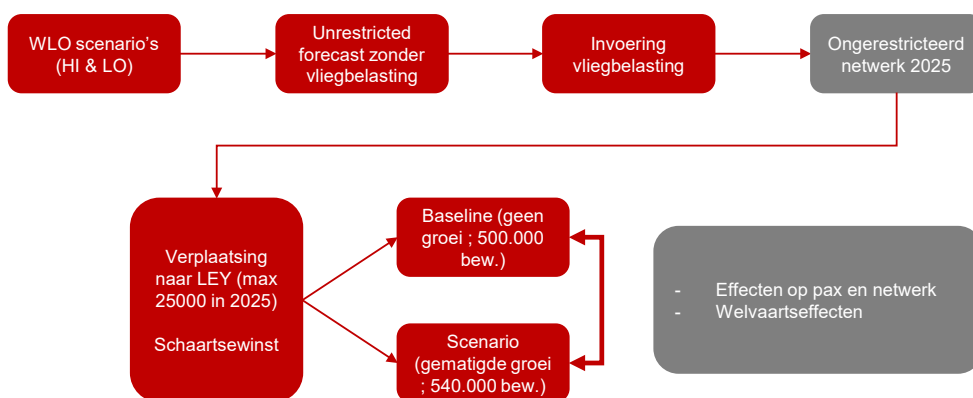 WLO scenario's
(HI & LO)
Unrestricted
forecast zonder
vliegbelasting
Invoering
vliegbelasting
Ongerestricteerd
netwerk 2025
Verplaatsing
naar LEY (max
25000 in 2025)
Schaartsewinst
Baseline (geen
groei ; 500.000
bew.)
Scenario
(gematigde groei
; 540.000 bew.)
- Effecten op pax en netwerk
- Welvaartseffecten